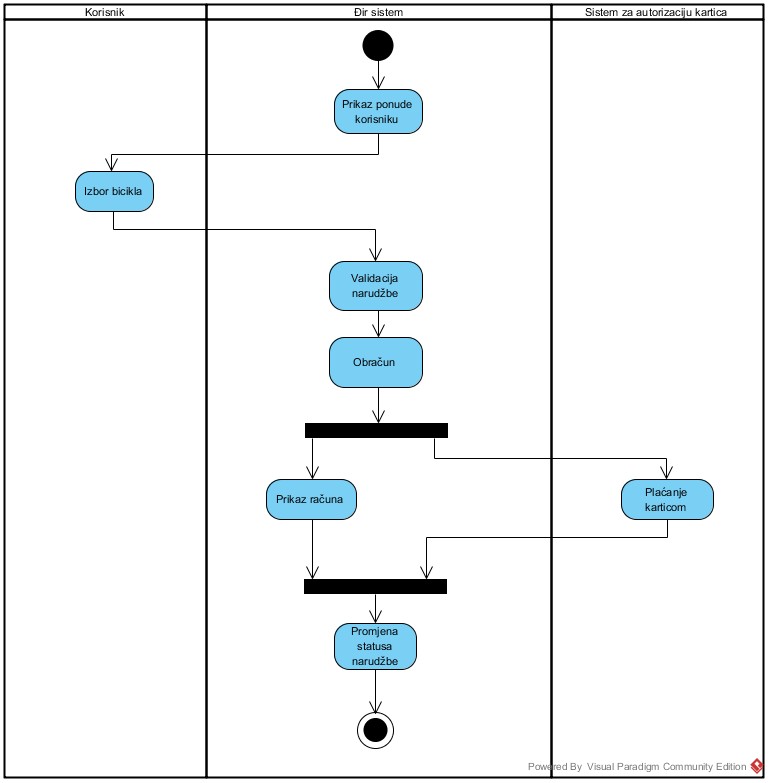 Korisnik
Đir sistem
Sistem za autorizaciju kartica
Prikaz ponude
korisniku
Izbor bicikla
Validacija
narudžbe
Obračun
Prikaz računa
Plaćanje
karticom
Promjena
statusa
narudžbe
Powered By Visual Paradigm Community Edition